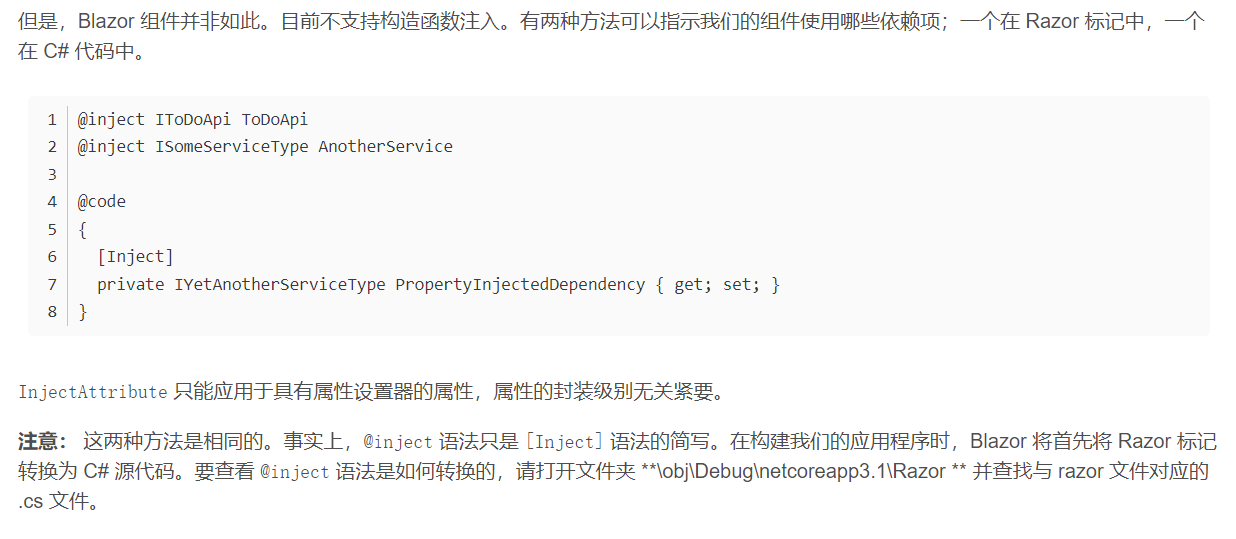 但是，Blazor 组件并非如此。目前不支持构造函数注入。有两种方法可以指示我们的组件使用哪些依赖项；一个在 Razor 标记中，一个
在 C# 代码中。
1 @inject IToDoApi ToDoApi
2 @inject ISomeServiceType AnotherService
3
4 @code
5 {
6   [Inject]
7   private IYetAnotherServiceType PropertyInjectedDependency { get; set; }
8 }
InjectAttribute 只能应用于具有属性设置器的属性，属性的封装级别无关紧要。
注意： 这两种方法是相同的。事实上，@inject 语法只是 [Inject] 语法的简写。在构建我们的应用程序时，Blazor 将首先将 Razor 标记
转换为 C# 源代码。要查看 @inject 语法是如何转换的，请打开文件夹 **\obj\Debug\netcoreapp3.1\Razor ** 并查找与 razor 文件对应的
.cs 文件。